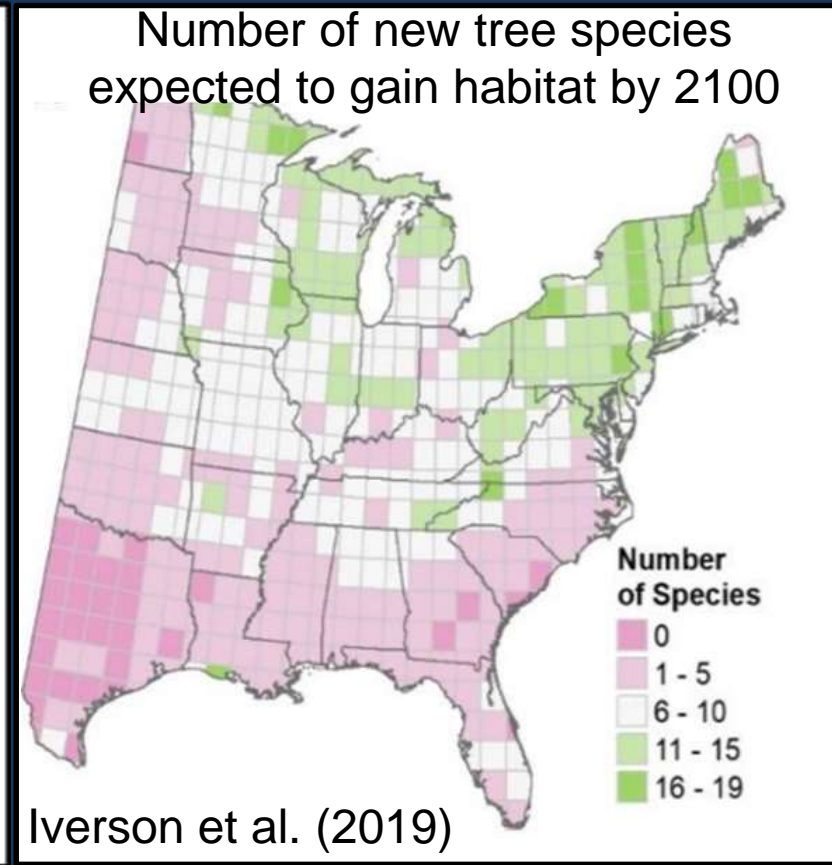 Number of new tree species
expected to gain habitat by 2100
Number
of Species
0
1 - 5
6 - 10
11 - 15
16 - 19
Iverson et al. (2019)